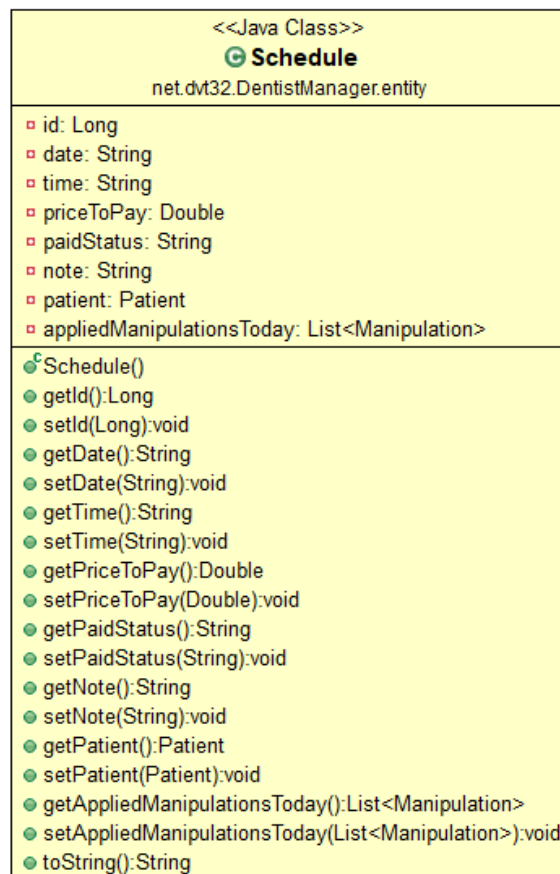 <<Java Class>>
Schedule
net.dvt32.DentistManager.entity
id: Long
date: String
time: String
priceToPay: Double
paidStatus: String
note: String
patient: Patient
appliedManipulationsToday: List<Manipulation>
Schedule()
getId():Long
setId(Long):void
getDate():String
setDate(String):void
getTime():String
setTime(String):void
getPriceToPay():Double
setPriceToPay(Double):void
getPaidStatus():String
setPaidStatus(String):void
getNote():String
setNote(String):void
getPatient():Patient
setPatient(Patient):void
getAppliedManipulationsToday():List<Manipulation>
setAppliedManipulationsToday(List<Manipulation>):void
toString():String